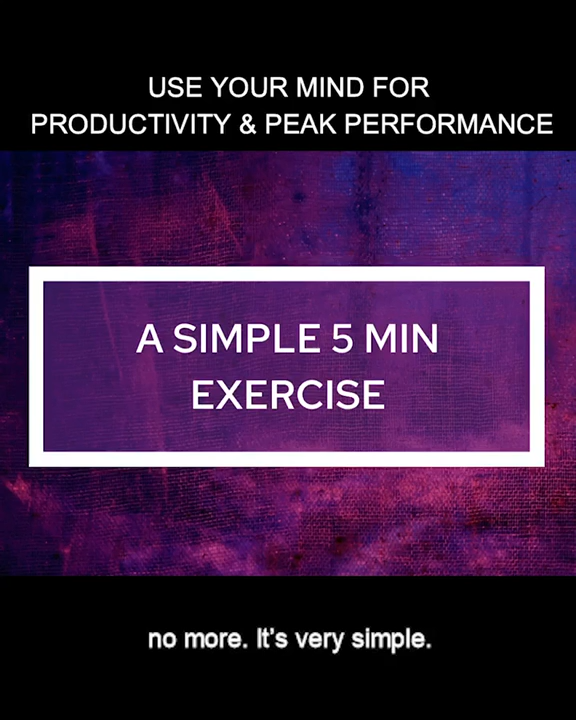 USE YOUR MIND FOR
PRODUCTIVITY & PEAK PERFORMANCE
A SIMPLE 5 MIN
EXERCISE
no more. It's very simple.